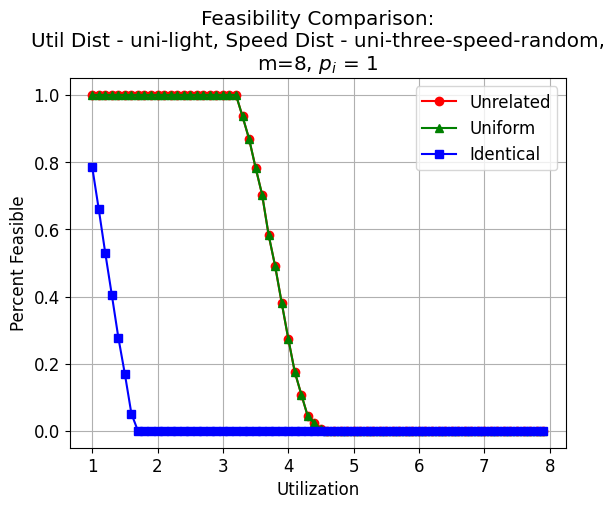 Feasibility Comparison:
Util Dist - uni-light, Speed Dist - uni-three-speed-random,
m=8, p_i = 1
1.0
0.8
0.6
0.4
0.2
0.0
Percent Feasible
Unrelated
Uniform
Identical
1 2 3 4 5 6 7 8
Utilization